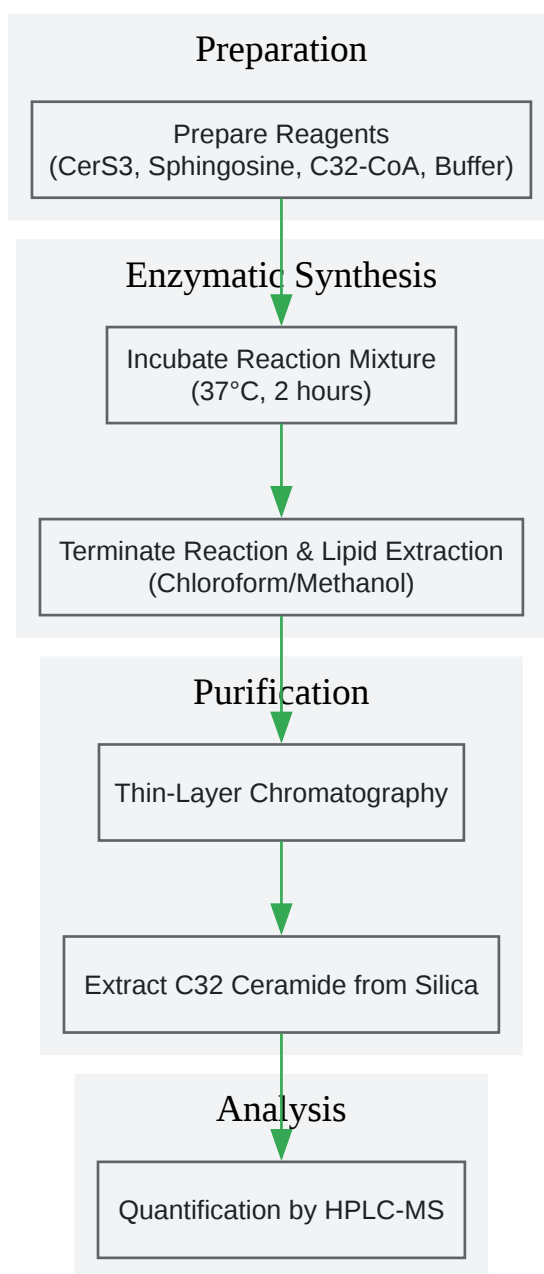 Preparation
Prepare Reagents
(CerS3, Sphingosine, C32-CoA, Buffer)
Enzymatic Synthesis
Incubate Reaction Mixture
(37°C, 2 hours)
Terminate Reaction & Lipid Extraction
(Chloroform/Methanol)
Purification
Thin-Layer Chromatography
Extract C32 Ceramide from Silica
Analysis
Quantification by HPLC-MS